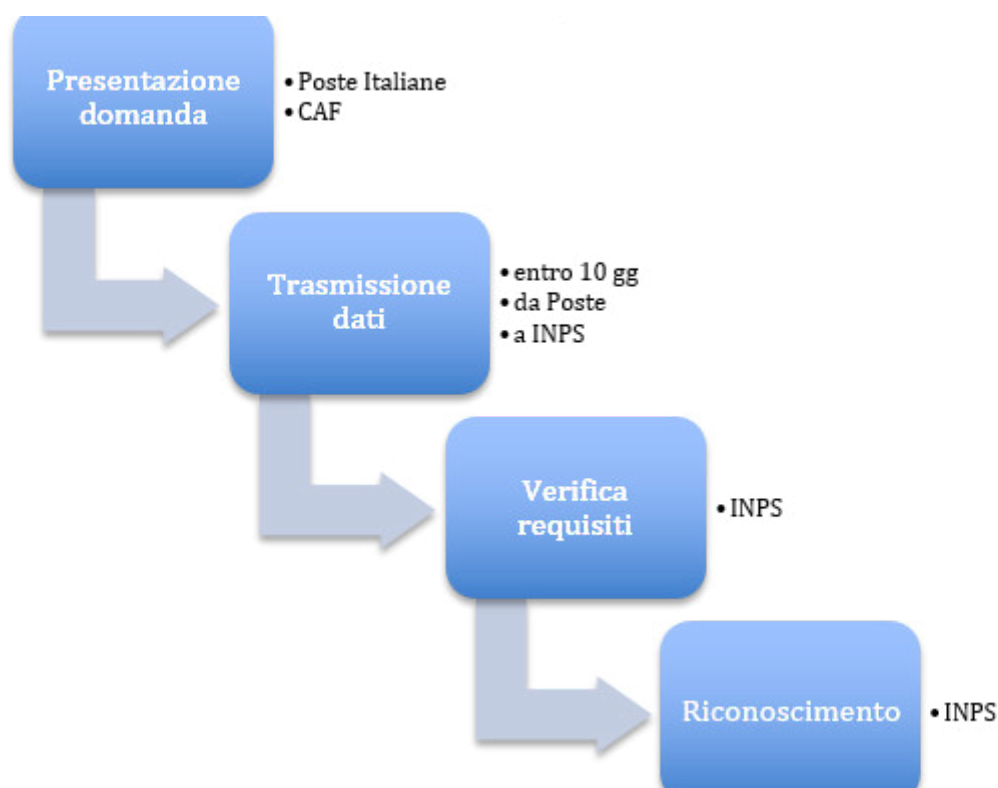 Presentazione
domanda
• Poste Italiane
• CAF
Trasmissione
dati
• entro 10 gg
• da Poste
• a INPS
Verifica
requisiti
• INPS
Riconoscimento
• INPS